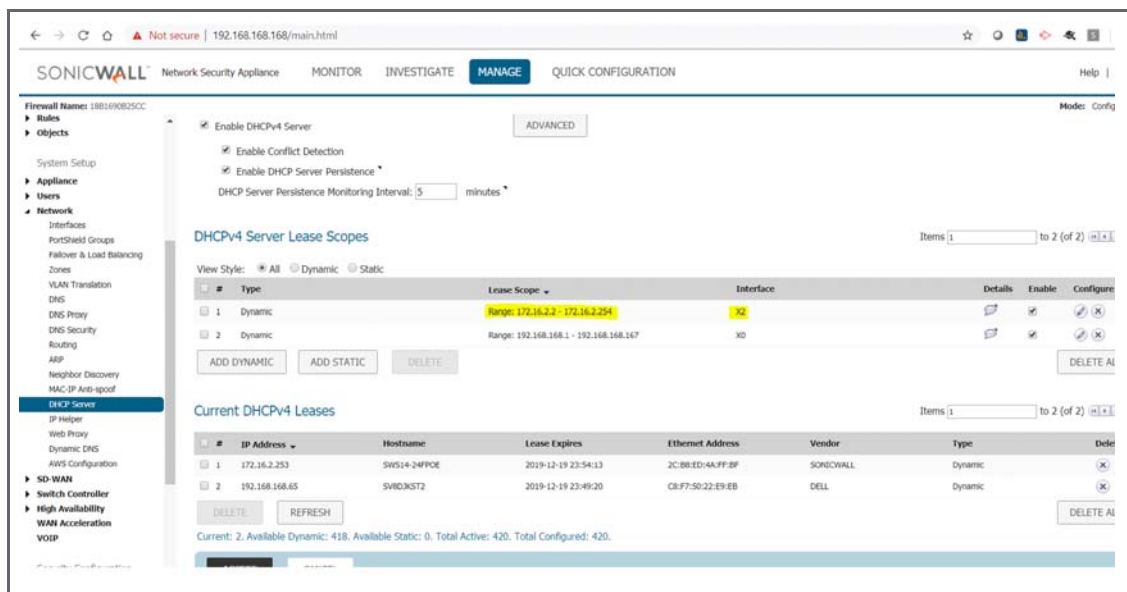 Not secure | 192.168.168.168/main.html
SONICWALL Network Security Appliance MONITOR INVESTIGATE MANAGE QUICK CONFIGURATION Help |
Firewall Name: 18B1690B25CC Mode: Config
Rules
Objects
System Setup
Appliance
Users
Network
Interfaces
PortShield Groups
Failover & Load Balancing
Zones
VLAN Translation
DNS
DNS Proxy
DNS Security
Routing
ARP
Neighbor Discovery
MAC-IP Anti-spoof
DHCP Server
IP Helper
Web Proxy
Dynamic DNS
AWS Configuration
SD-WAN
Switch Controller
High Availability
WAN Acceleration
VOIP
Enable DHCPv4 Server ADVANCED
Enable Conflict Detection
Enable DHCP Server Persistence
DHCP Server Persistence Monitoring Interval: 5 minutes
DHCPv4 Server Lease Scopes Items 1 to 2 (of 2)
View Style: All Dynamic Static
# Type Lease Scope Interface Details Enable Configure
1 Dynamic Range: 172.16.2.2 - 172.16.2.254 X2
2 Dynamic Range: 192.168.168.1 - 192.168.168.167 X0
ADD DYNAMIC ADD STATIC DELETE DELETE AL
Current DHCPv4 Leases Items 1 to 2 (of 2)
# IP Address Hostname Lease Expires Ethernet Address Vendor Type Dele
1 172.16.2.253 SWS14-24FPOE 2019-12-19 23:54:13 2C:B8:ED:4A:FF:BF SONICWALL Dynamic
2 192.168.168.65 SVBD3KST2 2019-12-19 23:49:20 C8:F7:50:22:E9:EB DELL Dynamic
DELETE REFRESH DELETE AL
Current: 2. Available Dynamic: 418. Available Static: 0. Total Active: 420. Total Configured: 420.